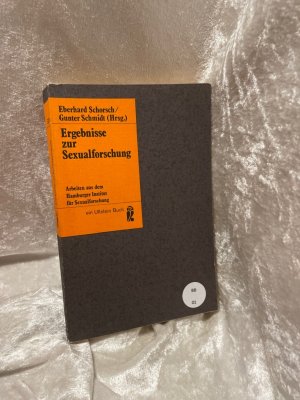 Eberhard Schorsch/
Gunter Schmidt (Hrsg.)
Ergebnisse
zur
Sexualforschung
Arbeiten aus dem
Hamburger Institut
für Sexualforschung
ein Ullstein Buch